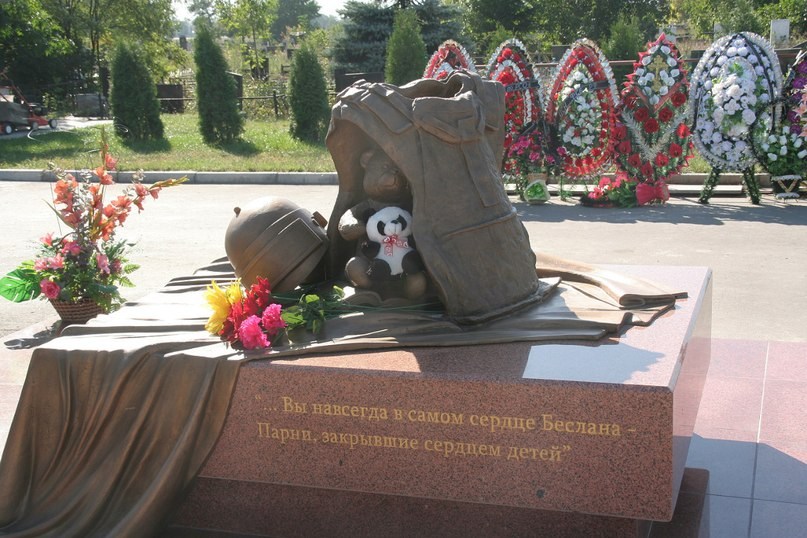 “... Вы навсегда в самом сердце Беслана -
Парни, закрывшие сердцем детей”